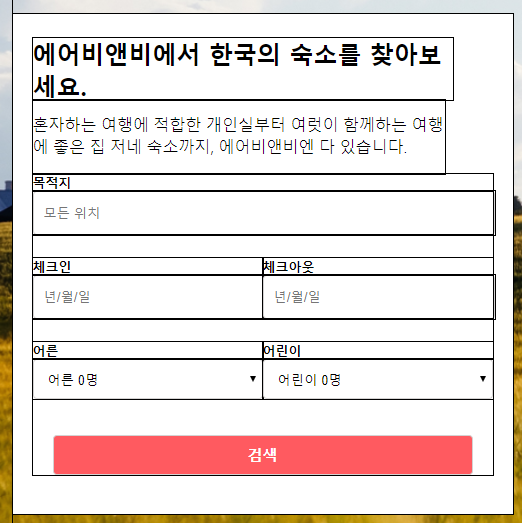 에어비앤비에서 한국의 숙소를 찾아보
세요.
혼자하는 여행에 적합한 개인실부터 여럿이 함께하는 여행
에 좋은 집 저네 숙소까지, 에어비앤비엔 다 있습니다.
목적지
모든 위치
체크인 체크아웃
년/월/일 년/월/일
어른 어린이
어른 0명 어린이 0명
검색